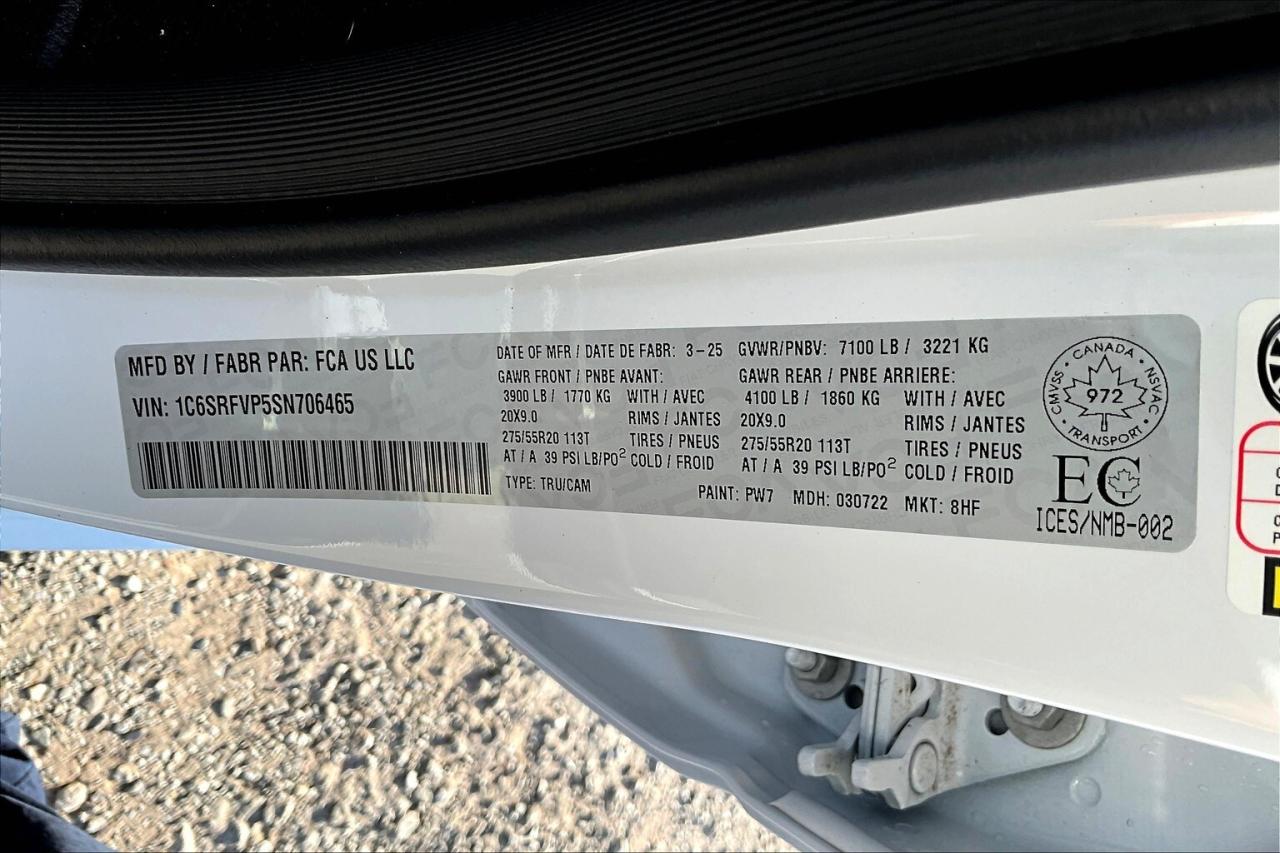 MFD BY / FABR PAR: FCA US LLC
VIN: 1C6SRFVP5SN706465
DATE OF MFR / DATE DE FABR: 3-25 GVWR/PNBV: 7100 LB / 3221 KG
GAWR FRONT / PNBE AVANT: GAWR REAR / PNBE ARRIERE:
3900 LB / 1770 KG WITH / AVEC 4100 LB / 1860 KG WITH / AVEC
20X9.0 RIMS / JANTES 20X9.0 RIMS / JANTES
275/55R20 113T TIRES / PNEUS 275/55R20 113T TIRES / PNEUS
AT / A 39 PSI LB/PO² COLD / FROID AT / A 39 PSI LB/PO² COLD / FROID
TYPE: TRU/CAM PAINT: PW7 MDH: 030722 MKT: 8HF
CANADA
CMVSS 972 NSVAC
TRANSPORT
EC
ICES/NMB-002